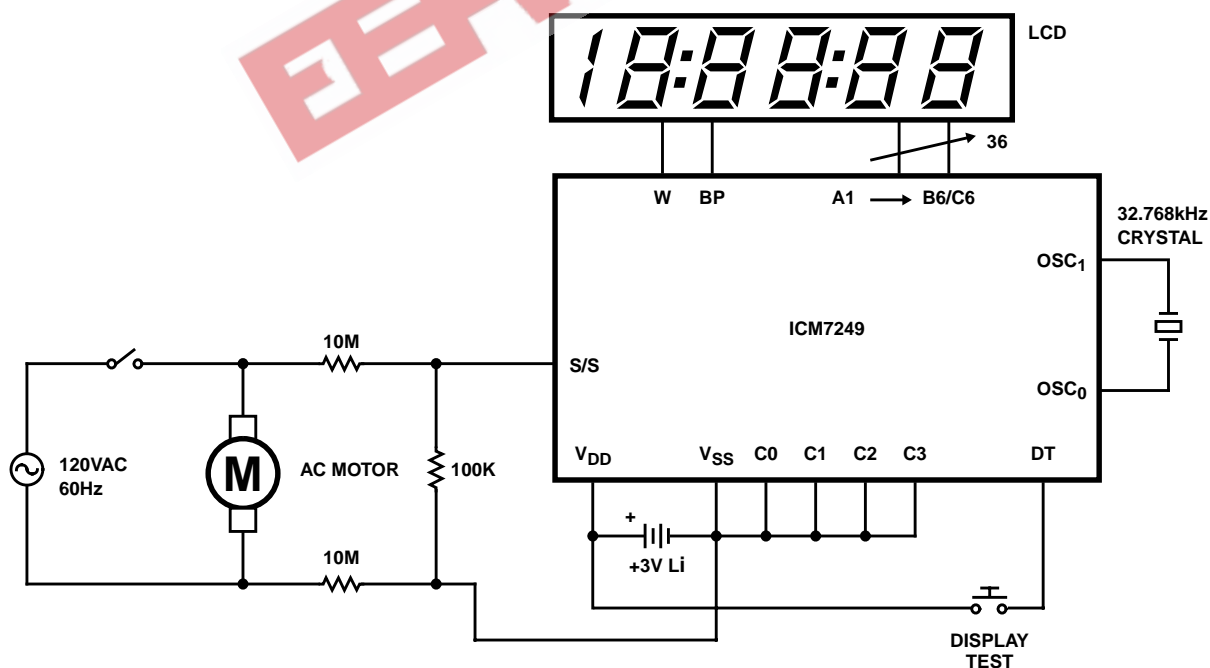 LCD
18:88:88
36
W BP A1 B6/C6
32.768kHz
CRYSTAL
OSC1
ICM7249
10M
S/S
OSC0
120VAC
60Hz
M
AC MOTOR
100K
VDD VSS C0 C1 C2 C3 DT
+
+3V Li
10M
DISPLAY
TEST